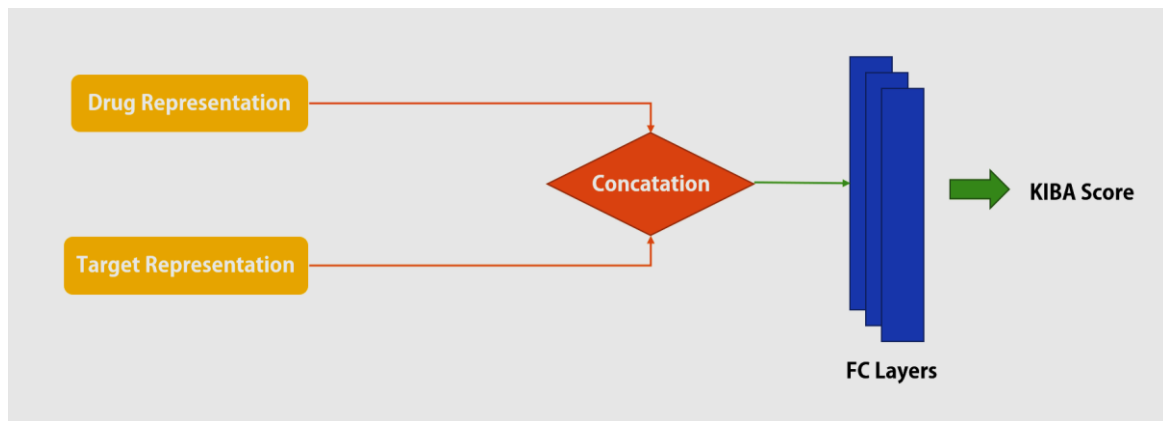 Drug Representation
Concatation
KIBA Score
Target Representation
FC Layers